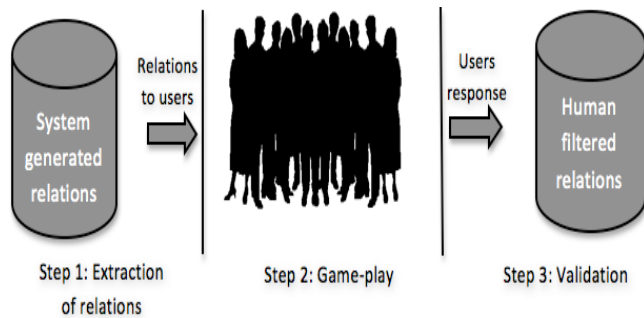 System
generated
relations
Relations
to users
Users
response
Human
filtered
relations
Step 1: Extraction
of relations
Step 2: Game-play
Step 3: Validation